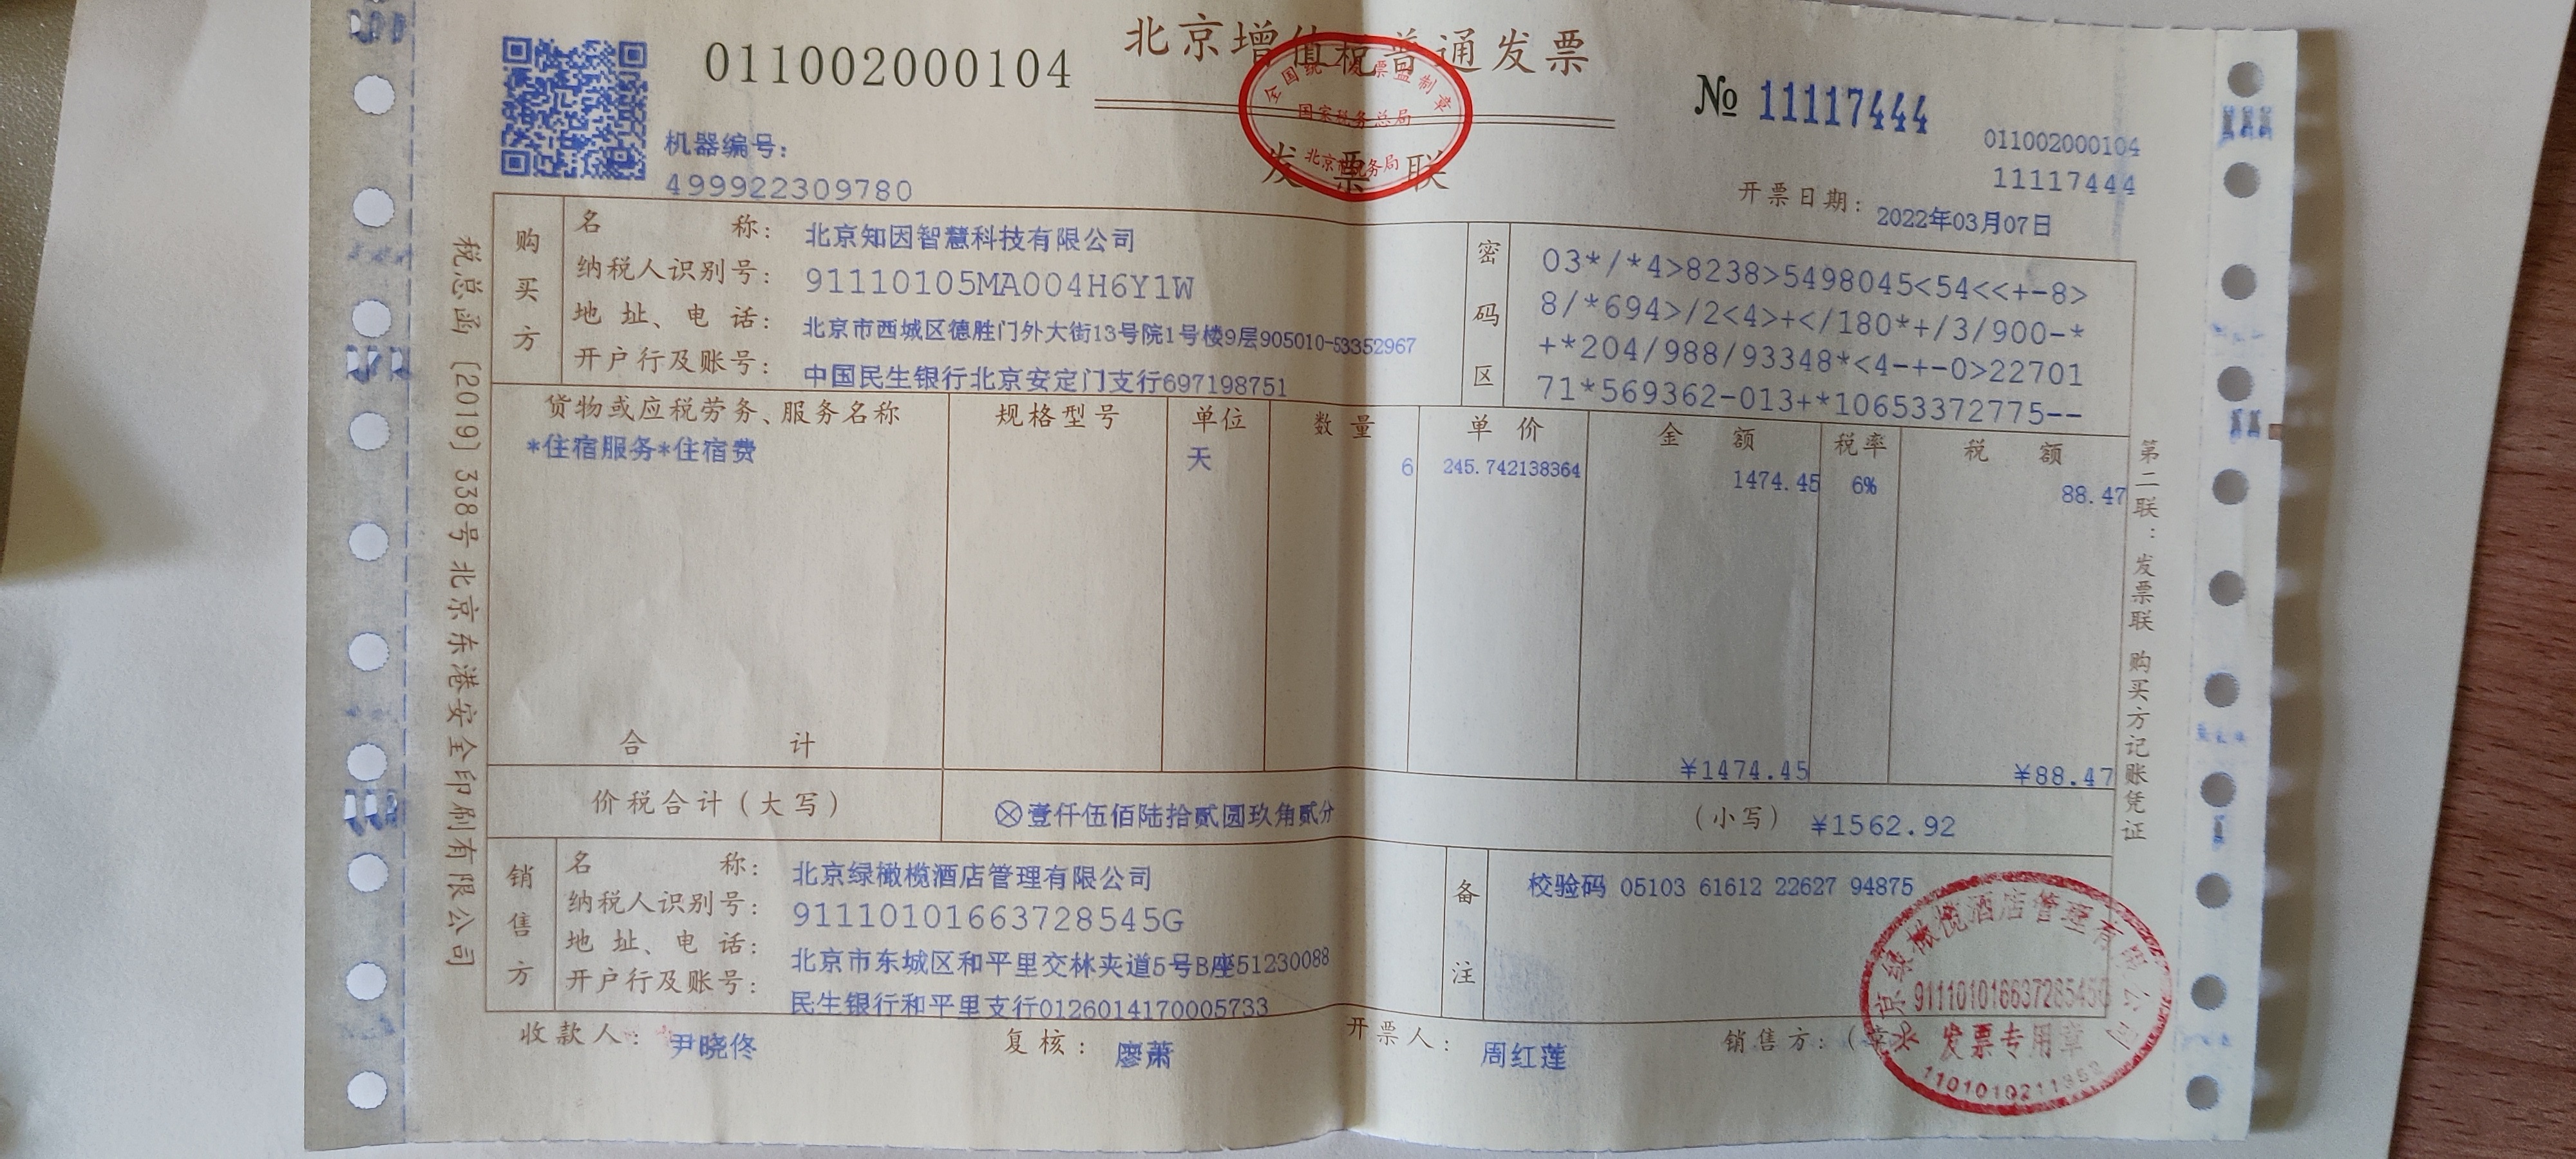 北京增值税普通发票
011002000104
№ 11117444
011002000104
11117444
全国统一发票监制章
国家税务总局
北京市税务局
发票联
机器编号:
499922309780
开票日期: 2022年03月07日
购买方
名称: 北京知因智慧科技有限公司
纳税人识别号: 91110105MA004H6Y1W
地址、电话: 北京市西城区德胜门外大街13号院1号楼9层905010-53352967
开户行及账号: 中国民生银行北京安定门支行697198751
密码区
03*/*4>8238>5498045<54<<+-8>
8/*694>/2<4>+</180*+/3/900-*
+*204/988/93348*<4-+-0>22701
71*569362-013+*10653372775--
货物或应税劳务、服务名称 规格型号 单位 数量 单价 金额 税率 税额
*住宿服务*住宿费 天 6 245.742138364 1474.45 6% 88.47
合计 ¥1474.45 ¥88.47
价税合计(大写) ⊗壹仟伍佰陆拾贰圆玖角贰分 (小写) ¥1562.92
销售方
名称: 北京绿橄榄酒店管理有限公司
纳税人识别号: 91110101663728545G
地址、电话: 北京市东城区和平里交林夹道5号B座51230088
开户行及账号: 民生银行和平里支行0126014170005733
备注
校验码 05103 61612 22627 94875
收款人: 尹晓佟 复核: 廖萧 开票人: 周红莲 销售方: (章
北京绿橄榄酒店管理有限公司
91110101663728545G
发票专用章
税总函〔2019〕338号北京东港安全印刷有限公司
第二联:发票联 购买方记账凭证